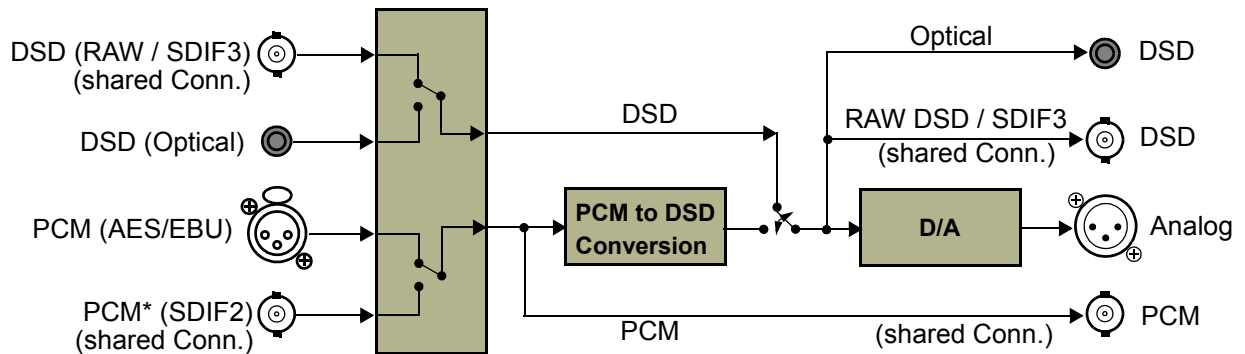 DSD (RAW / SDIF3)
(shared Conn.)
DSD (Optical)
PCM (AES/EBU)
PCM* (SDIF2)
(shared Conn.)
DSD
PCM to DSD
Conversion
PCM
Optical
DSD
RAW DSD / SDIF3
(shared Conn.)
DSD
D/A
Analog
(shared Conn.)
PCM